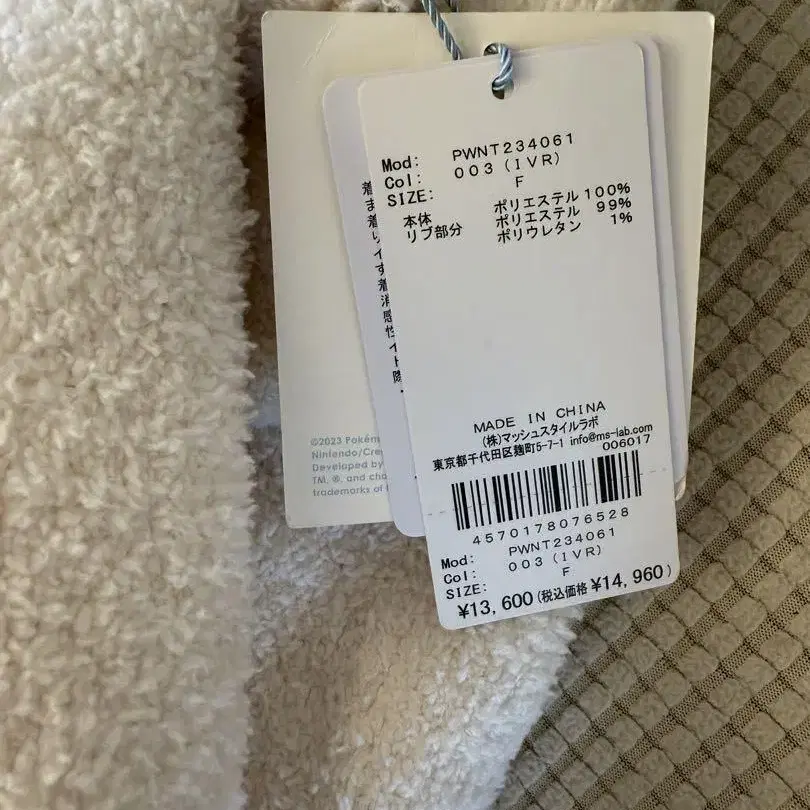 Mod: PWNT234061
Col: 003 (IVR)
SIZE: F
本体 ポリエステル 100%
リブ部分 ポリエステル 99%
ポリウレタン 1%
MADE IN CHINA
(株)マッシュスタイルラボ
東京都千代田区麹町5-7-1 info@ms-lab.com
006017
4570178076528
Mod: PWNT234061
Col: 003 (IVR)
SIZE: F
¥13,600(税込価格¥14,960)
©2023 Pokém
Nintendo/Cre
Developed by
TM, ®, and cha
trademarks of